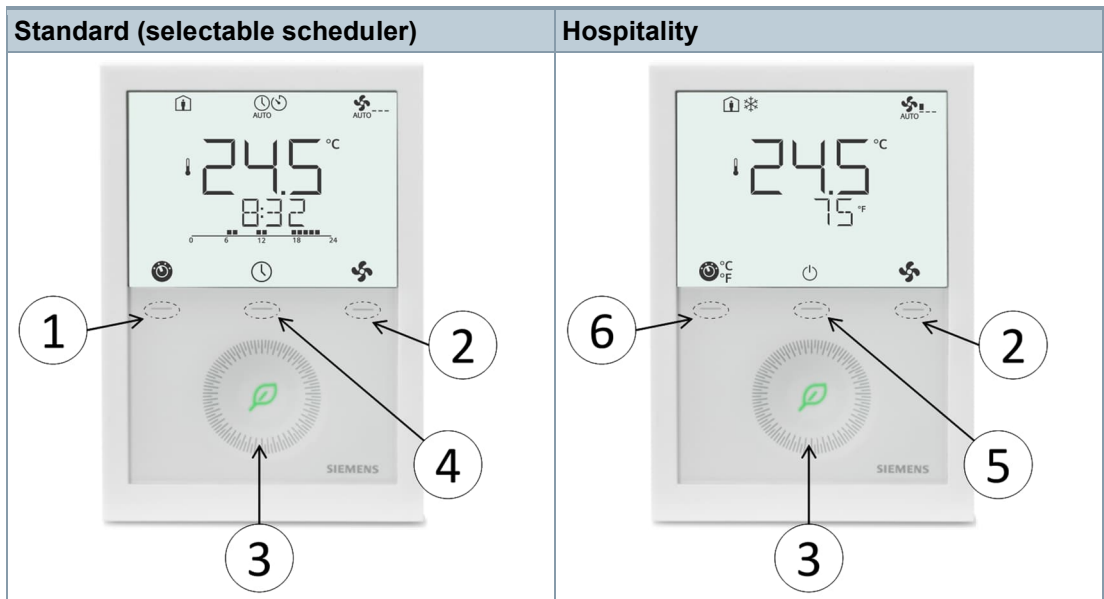 Standard (selectable scheduler)
Hospitality
AUTO
AUTO
24.5 °C
8:32
0 6 12 18 24
1
2
SIEMENS
4
3
AUTO
24.5 °C
75 °F
°C
°F
6
2
SIEMENS
5
3